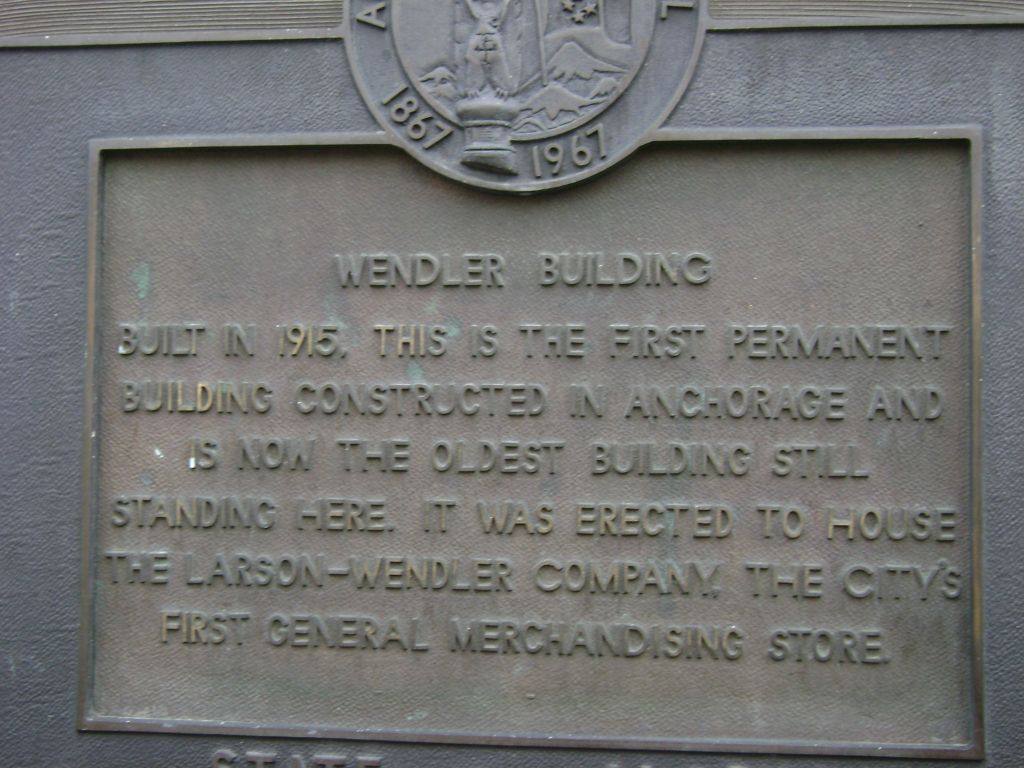 1867 1967
WENDLER BUILDING
BUILT IN 1915, THIS IS THE FIRST PERMANENT
BUILDING CONSTRUCTED IN ANCHORAGE AND
IS NOW THE OLDEST BUILDING STILL
STANDING HERE. IT WAS ERECTED TO HOUSE
THE LARSON-WENDLER COMPANY, THE CITY'S
FIRST GENERAL MERCHANDISING STORE.
STATE